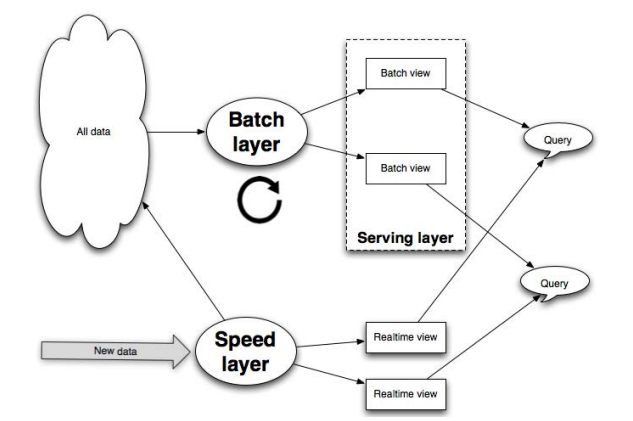 All data
Batch
layer
Batch view
Batch view
Serving layer
Query
Query
New data
Speed
layer
Realtime view
Realtime view